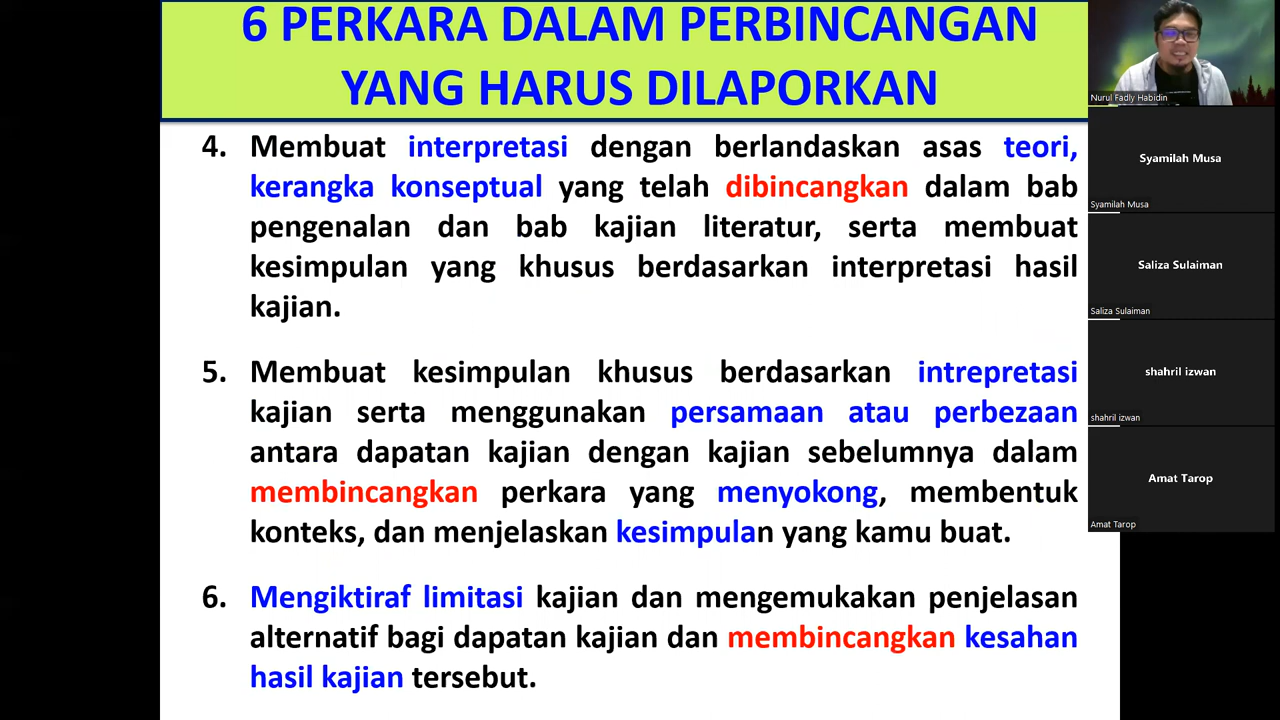 6 PERKARA DALAM PERBINCANGAN
YANG HARUS DILAPORKAN
4. Membuat interpretasi dengan berlandaskan asas teori,
kerangka konseptual yang telah dibincangkan dalam bab
pengenalan dan bab kajian literatur, serta membuat
kesimpulan yang khusus berdasarkan interpretasi hasil
kajian.
5. Membuat kesimpulan khusus berdasarkan intrepretasi
kajian serta menggunakan persamaan atau perbezaan
antara dapatan kajian dengan kajian sebelumnya dalam
membincangkan perkara yang menyokong, membentuk
konteks, dan menjelaskan kesimpulan yang kamu buat.
6. Mengiktiraf limitasi kajian dan mengemukakan penjelasan
alternatif bagi dapatan kajian dan membincangkan kesahan
hasil kajian tersebut.
Nurul Fadly Habidin
Syamilah Musa
Syamilah Musa
Saliza Sulaiman
Saliza Sulaiman
shahril izwan
shahril izwan
Amat Tarop
Amat Tarop